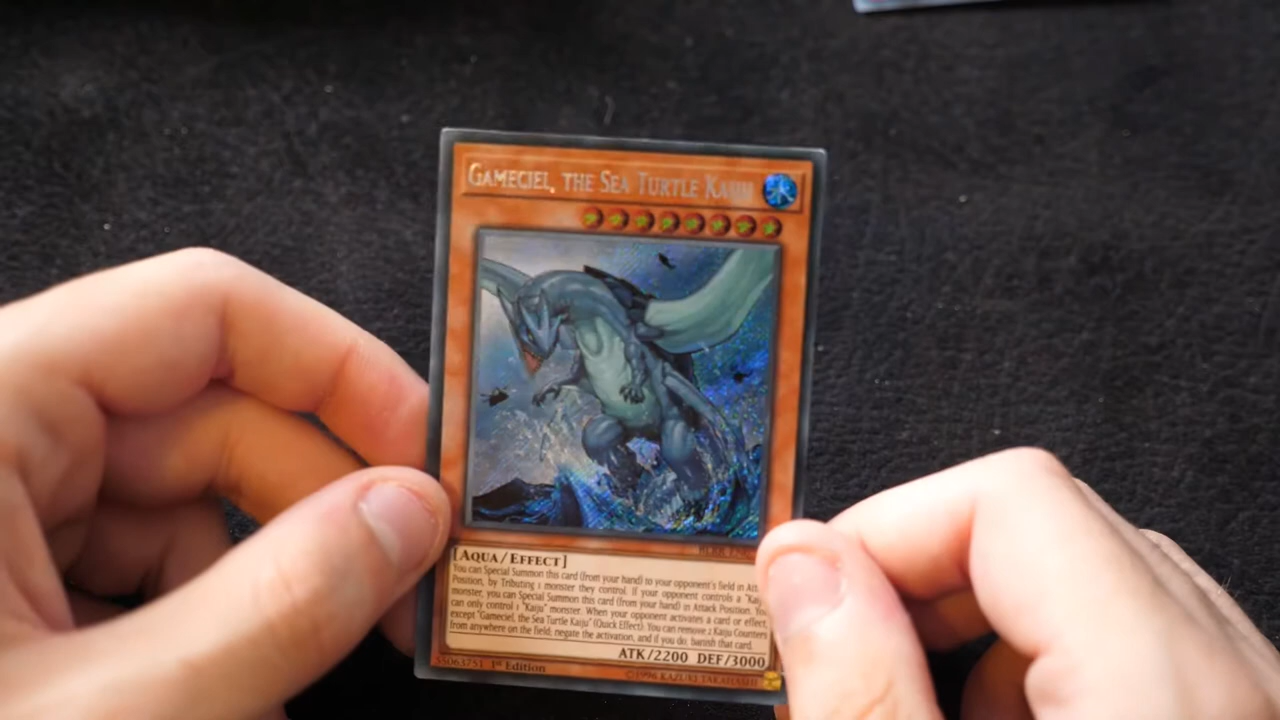 GAMECIEL, THE SEA TURTLE KAIJU
[AQUA/EFFECT]
You can Special Summon this card (from your hand) to your opponent's field in Att
Position, by Tributing 1 monster they control. If your opponent controls a "Kaij
monster, you can Special Summon this card (from your hand) in Attack Position. Yo
can only control 1 "Kaiju" monster. When your opponent activates a card or effect,
except "Gameciel, the Sea Turtle Kaiju" (Quick Effect): You can remove 2 Kaiju Counters
from anywhere on the field; negate the activation, and if you do, banish that card.
ATK/2200 DEF/3000
55063751 1st Edition
©1996 KAZUKI TAKAHASHI